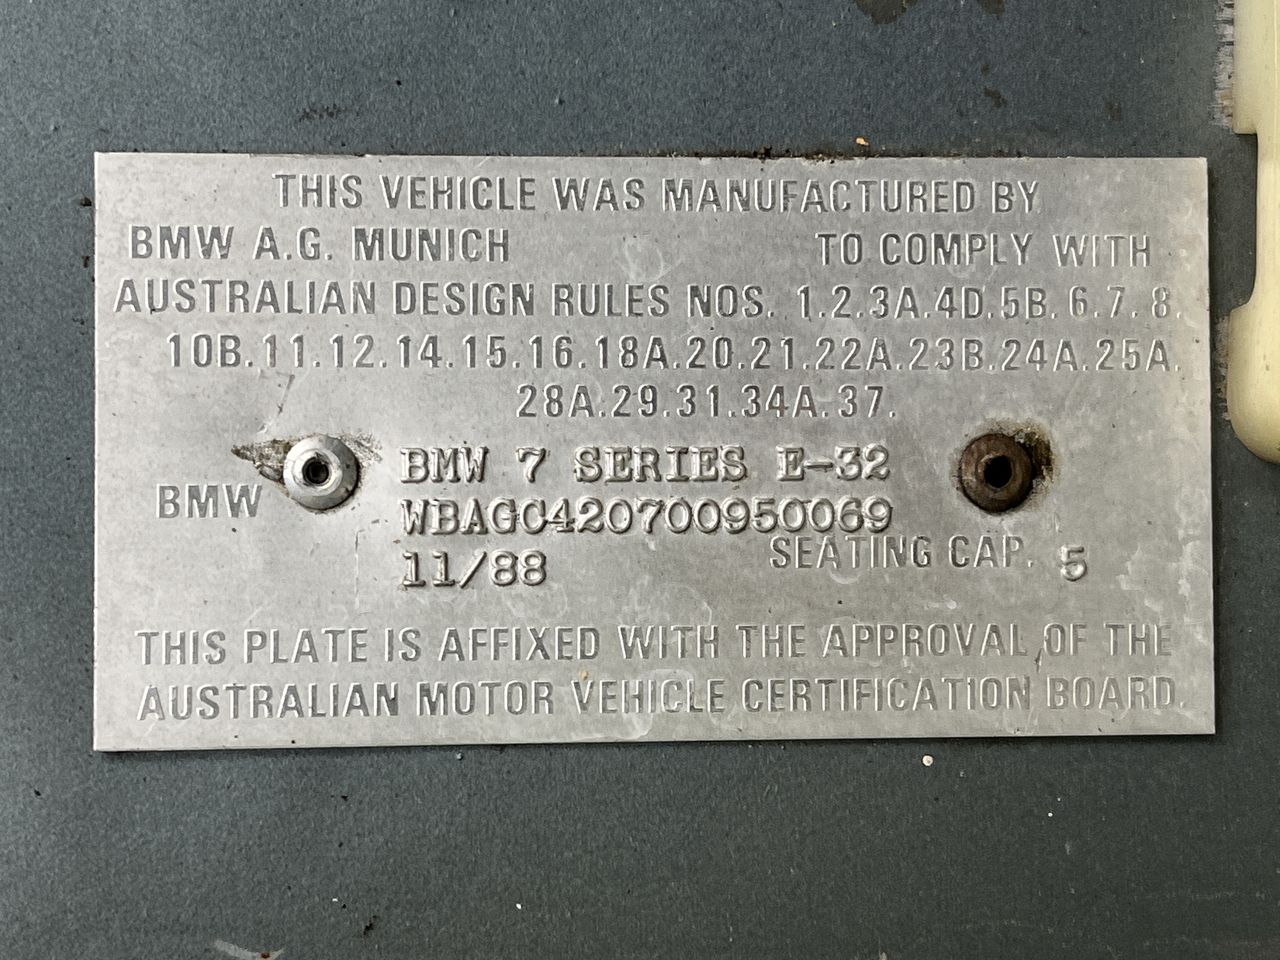 THIS VEHICLE WAS MANUFACTURED BY
BMW A.G. MUNICH TO COMPLY WITH
AUSTRALIAN DESIGN RULES NOS. 1.2.3A.4D.5B.6.7.8.
10B.11.12.14.15.16.18A.20.21.22A.23B.24A.25A.
28A.29.31.34A.37.
BMW 7 SERIES E-32
BMW WBAGC420700950069
11/88 SEATING CAP. 5
THIS PLATE IS AFFIXED WITH THE APPROVAL OF THE
AUSTRALIAN MOTOR VEHICLE CERTIFICATION BOARD.